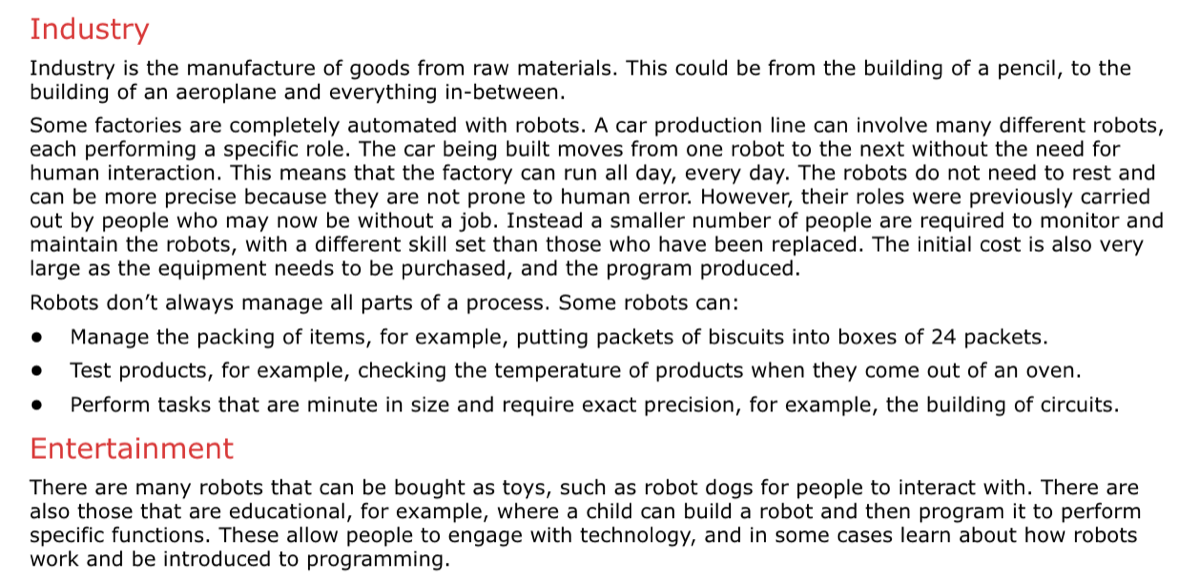 Industry
Industry is the manufacture of goods from raw materials. This could be from the building of a pencil, to the
building of an aeroplane and everything in-between.
Some factories are completely automated with robots. A car production line can involve many different robots,
each performing a specific role. The car being built moves from one robot to the next without the need for
human interaction. This means that the factory can run all day, every day. The robots do not need to rest and
can be more precise because they are not prone to human error. However, their roles were previously carried
out by people who may now be without a job. Instead a smaller number of people are required to monitor and
maintain the robots, with a different skill set than those who have been replaced. The initial cost is also very
large as the equipment needs to be purchased, and the program produced.
Robots don’t always manage all parts of a process. Some robots can:
● Manage the packing of items, for example, putting packets of biscuits into boxes of 24 packets.
● Test products, for example, checking the temperature of products when they come out of an oven.
● Perform tasks that are minute in size and require exact precision, for example, the building of circuits.
Entertainment
There are many robots that can be bought as toys, such as robot dogs for people to interact with. There are
also those that are educational, for example, where a child can build a robot and then program it to perform
specific functions. These allow people to engage with technology, and in some cases learn about how robots
work and be introduced to programming.